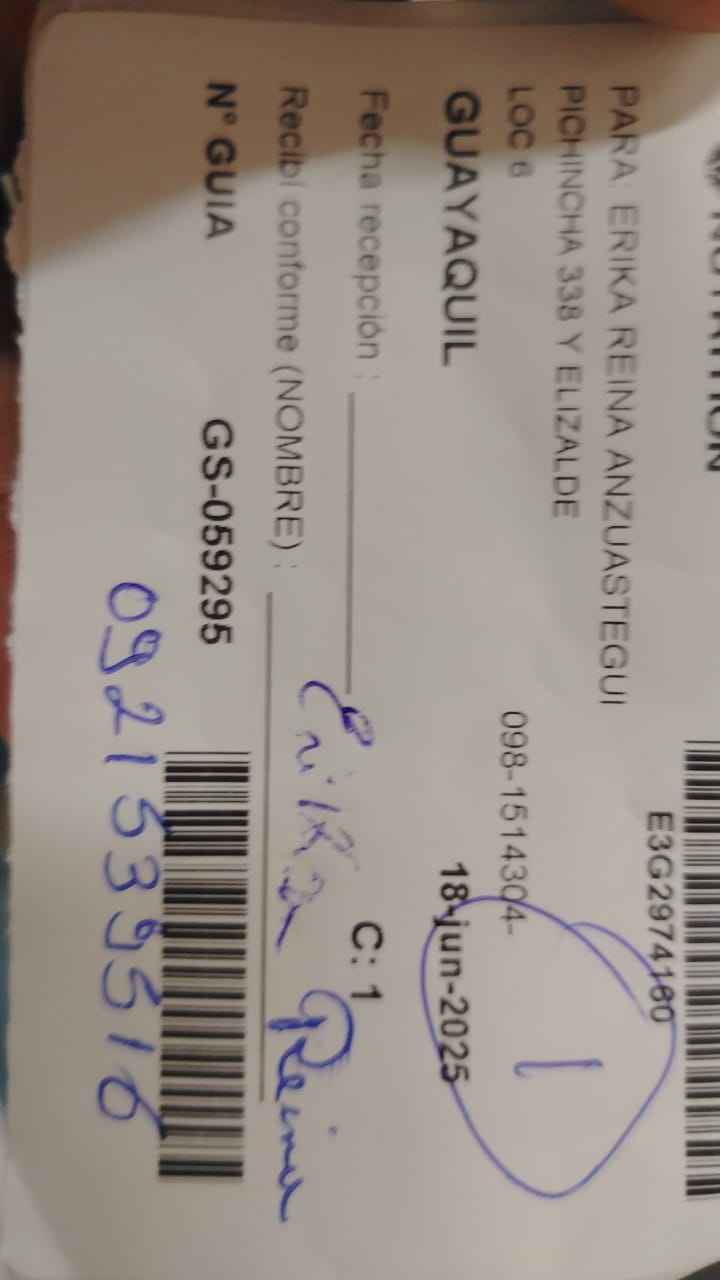 E3G2974160
PARA: ERIKA REINA ANZUASTEGUI
PICHINCHA 338 Y ELIZALDE
LOC 6 098-1514304-
1
GUAYAQUIL 18-jun-2025
Fecha recepción : C: 1
Recibí conforme (NOMBRE) : Erika Reina
N° GUIA GS-059295
0921539516